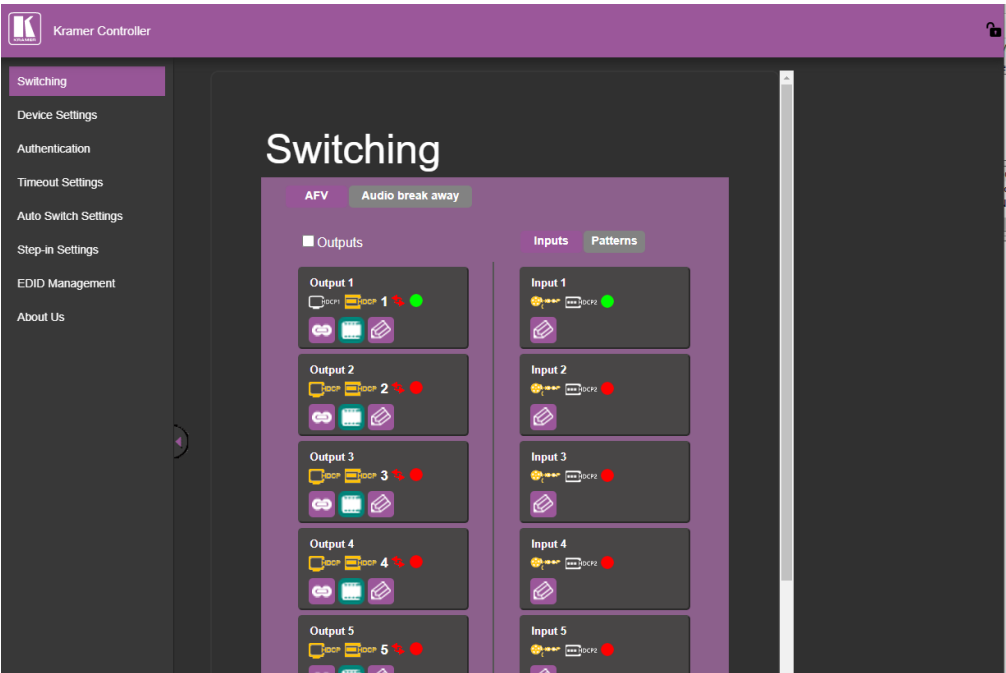 KRAMER
Kramer Controller
Switching
Device Settings
Authentication
Timeout Settings
Auto Switch Settings
Step-in Settings
EDID Management
About Us
Switching
AFV Audio break away
Outputs
Inputs Patterns
Output 1
HDCP1 HDCP 1
Input 1
HDCP2
Output 2
HDCP HDCP 2
Input 2
HDCP2
Output 3
HDCP HDCP 3
Input 3
HDCP2
Output 4
HDCP HDCP 4
Input 4
HDCP2
Output 5
HDCP HDCP 5
Input 5
HDCP2